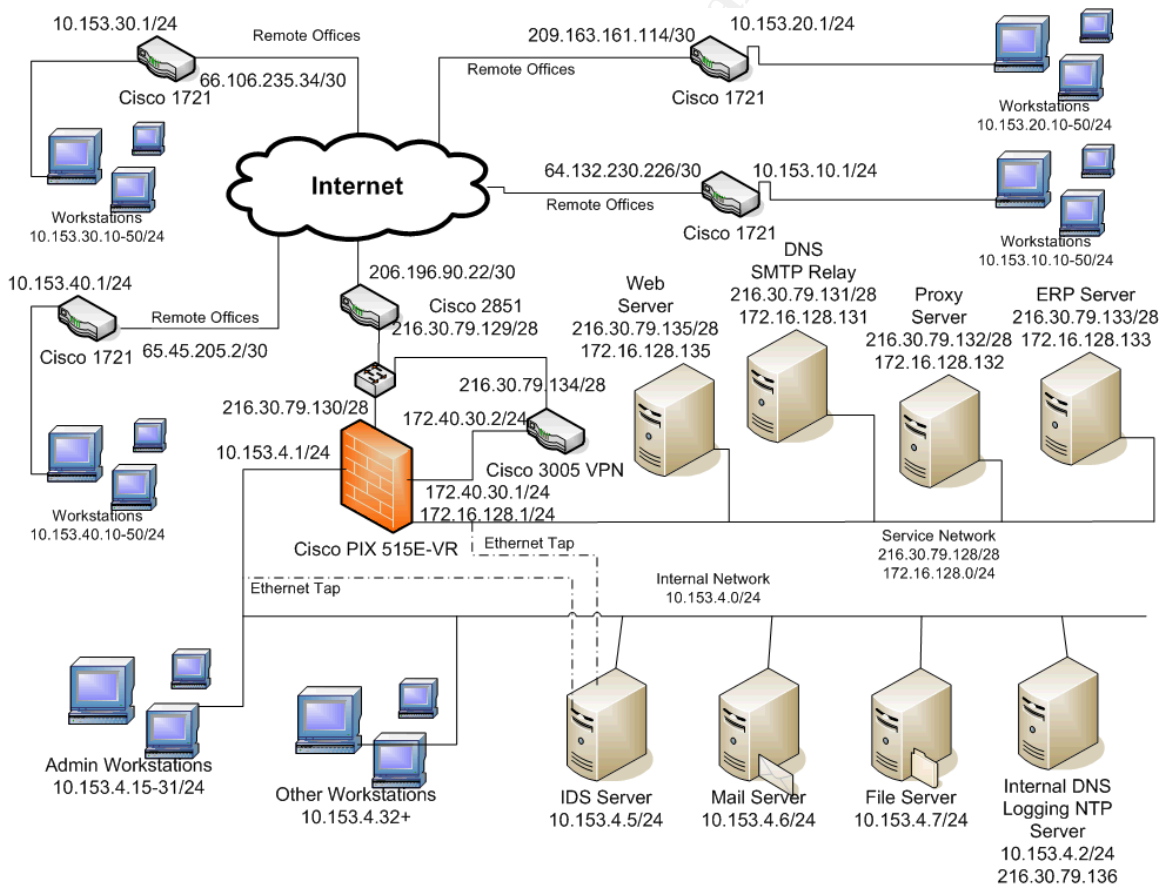 10.153.30.1/24
Remote Offices
66.106.235.34/30
Cisco 1721
Workstations
10.153.30.10-50/24
209.163.161.114/30
10.153.20.1/24
Remote Offices
Cisco 1721
Workstations
10.153.20.10-50/24
Internet
64.132.230.226/30
10.153.10.1/24
Remote Offices
Cisco 1721
Workstations
10.153.10.10-50/24
10.153.40.1/24
Remote Offices
Cisco 1721
65.45.205.2/30
Workstations
10.153.40.10-50/24
206.196.90.22/30
Cisco 2851
216.30.79.129/28
216.30.79.134/28
216.30.79.130/28
172.40.30.2/24
10.153.4.1/24
Cisco 3005 VPN
172.40.30.1/24
172.16.128.1/24
Cisco PIX 515E-VR
Web
Server
216.30.79.135/28
172.16.128.135
DNS
SMTP Relay
216.30.79.131/28
172.16.128.131
Proxy
Server
216.30.79.132/28
172.16.128.132
ERP Server
216.30.79.133/28
172.16.128.133
Ethernet Tap
Service Network
216.30.79.128/28
172.16.128.0/24
Ethernet Tap
Internal Network
10.153.4.0/24
Admin Workstations
10.153.4.15-31/24
Other Workstations
10.153.4.32+
IDS Server
10.153.4.5/24
Mail Server
10.153.4.6/24
File Server
10.153.4.7/24
Internal DNS
Logging NTP
Server
10.153.4.2/24
216.30.79.136